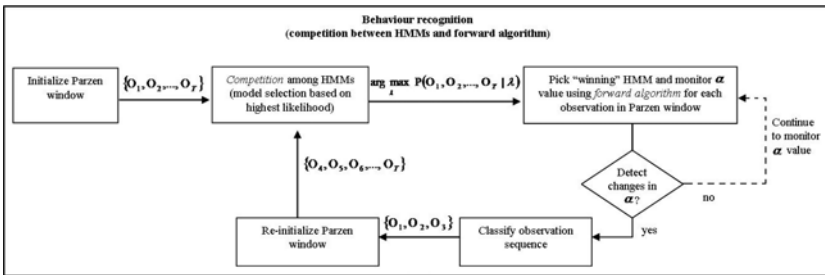 Behaviour recognition
(competition between HMMs and forward algorithm)
Initialize Parzen
window
{O₁,O₂,...,O_T}
Competition among HMMs
(model selection based on
highest likelihood)
arg max P(O₁,O₂,...,O_T | λ)
λ
Pick “winning” HMM and monitor α
value using forward algorithm for each
observation in Parzen window
Continue
to monitor
α value
Detect
changes in
α?
no
yes
Classify observation
sequence
{O₁,O₂,O₃}
Re-initialize Parzen
window
{O₄,O₅,O₆,...,O_T}